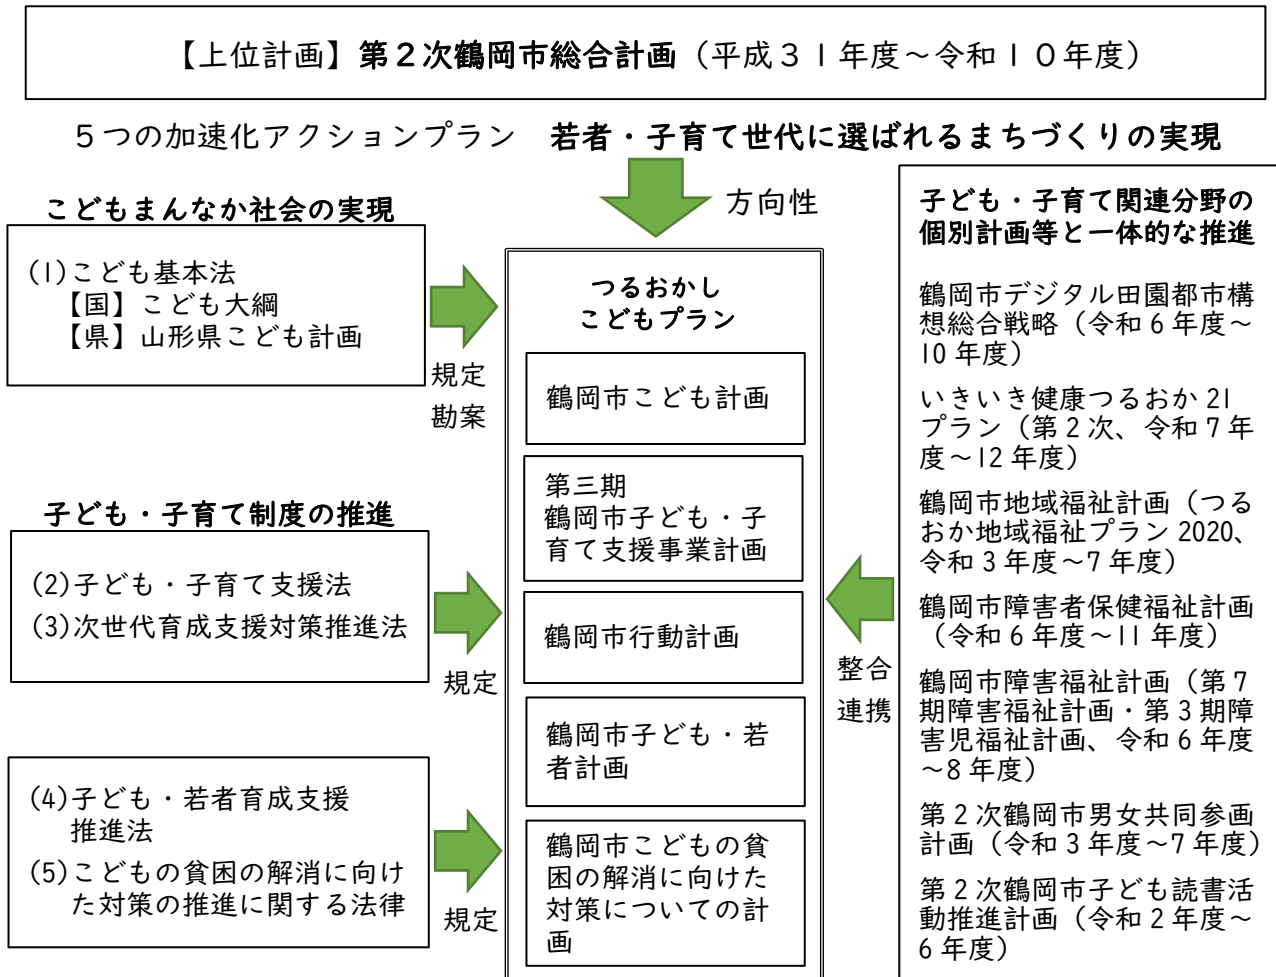 【上位計画】第２次鶴岡市総合計画（平成３１年度～令和１０年度）
５つの加速化アクションプラン　若者・子育て世代に選ばれるまちづくりの実現
方向性
こどもまんなか社会の実現
(1)こども基本法
【国】こども大綱
【県】山形県こども計画
規定
勘案
子ども・子育て制度の推進
(2)子ども・子育て支援法
(3)次世代育成支援対策推進法
規定
(4)子ども・若者育成支援
推進法
(5)こどもの貧困の解消に向け
た対策の推進に関する法律
規定
つるおかし
こどもプラン
鶴岡市こども計画
第三期
鶴岡市子ども・子
育て支援事業計画
鶴岡市行動計画
鶴岡市子ども・若
者計画
鶴岡市こどもの貧
困の解消に向けた
対策についての計
画
整合
連携
子ども・子育て関連分野の
個別計画等と一体的な推進
鶴岡市デジタル田園都市構
想総合戦略（令和６年度～
10年度）
いきいき健康つるおか21
プラン（第２次、令和７年
度～12年度）
鶴岡市地域福祉計画（つる
おか地域福祉プラン2020、
令和３年度～７年度）
鶴岡市障害者保健福祉計画
（令和６年度～11年度）
鶴岡市障害福祉計画（第７
期障害福祉計画・第３期障
害児福祉計画、令和６年度
～８年度）
第２次鶴岡市男女共同参画
計画（令和３年度～７年度）
第２次鶴岡市子ども読書活
動推進計画（令和２年度～
６年度）